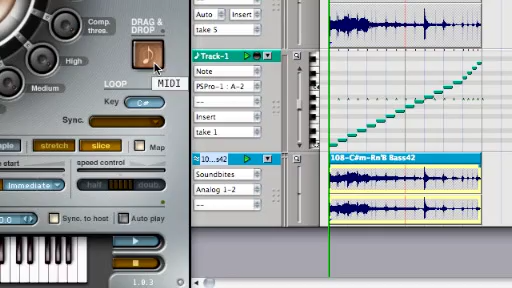 Comp. thres.
High
Medium
DRAG & DROP
MIDI
LOOP
Key C#
Sync.
stretch slice Map
speed control
Immediate half
Sync to host Auto play
1.0.3
Auto Insert
take 5
Track-1
Note
PSPro-1 : A-2
--
Insert
take 1
10...s42
Soundbites
Analog 1-2
--
108-C#m-Rn'B Bass42